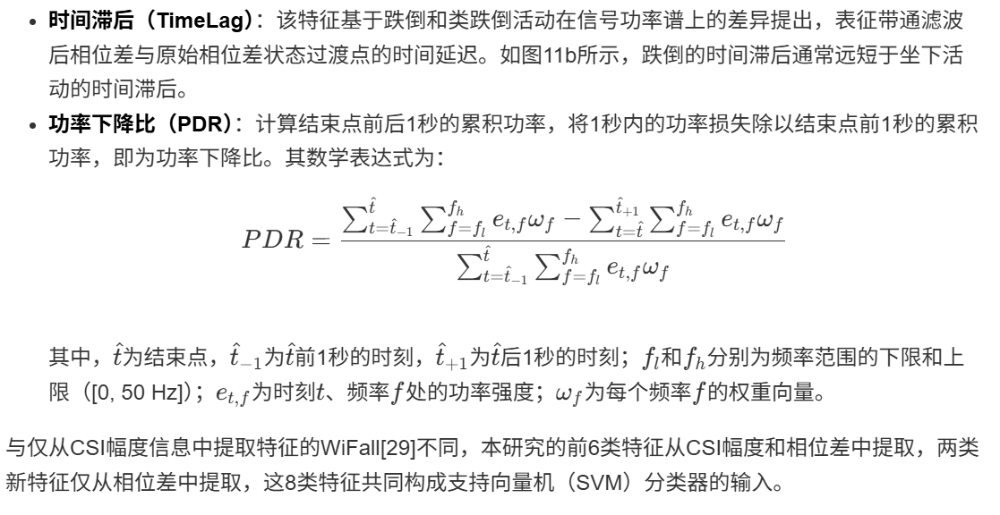 • 时间滞后（TimeLag）：该特征基于跌倒和类跌倒活动在信号功率谱上的差异提出，表征带通滤波
后相位差与原始相位差状态过渡点的时间延迟。如图11b所示，跌倒的时间滞后通常远短于坐下活
动的时间滞后。
• 功率下降比（PDR）：计算结束点前后1秒的累积功率，将1秒内的功率损失除以结束点前1秒的累积
功率，即为功率下降比。其数学表达式为：
$PDR = \frac{\sum_{t=\hat{t}_{-1}}^{\hat{t}} \sum_{f=f_l}^{f_h} e_{t,f}\omega_f - \sum_{t=\hat{t}}^{\hat{t}_{+1}} \sum_{f=f_l}^{f_h} e_{t,f}\omega_f}{\sum_{t=\hat{t}_{-1}}^{\hat{t}} \sum_{f=f_l}^{f_h} e_{t,f}\omega_f}$
其中，$\hat{t}$为结束点，$\hat{t}_{-1}$为$\hat{t}$前1秒的时刻，$\hat{t}_{+1}$为$\hat{t}$后1秒的时刻；$f_l$和$f_h$分别为频率范围的下限和上
限（[0, 50 Hz]）；$e_{t,f}$为时刻$t$、频率$f$处的功率强度；$\omega_f$为每个频率$f$的权重向量。
与仅从CSI幅度信息中提取特征的WiFall[29]不同，本研究的前6类特征从CSI幅度和相位差中提取，两类
新特征仅从相位差中提取，这8类特征共同构成支持向量机（SVM）分类器的输入。